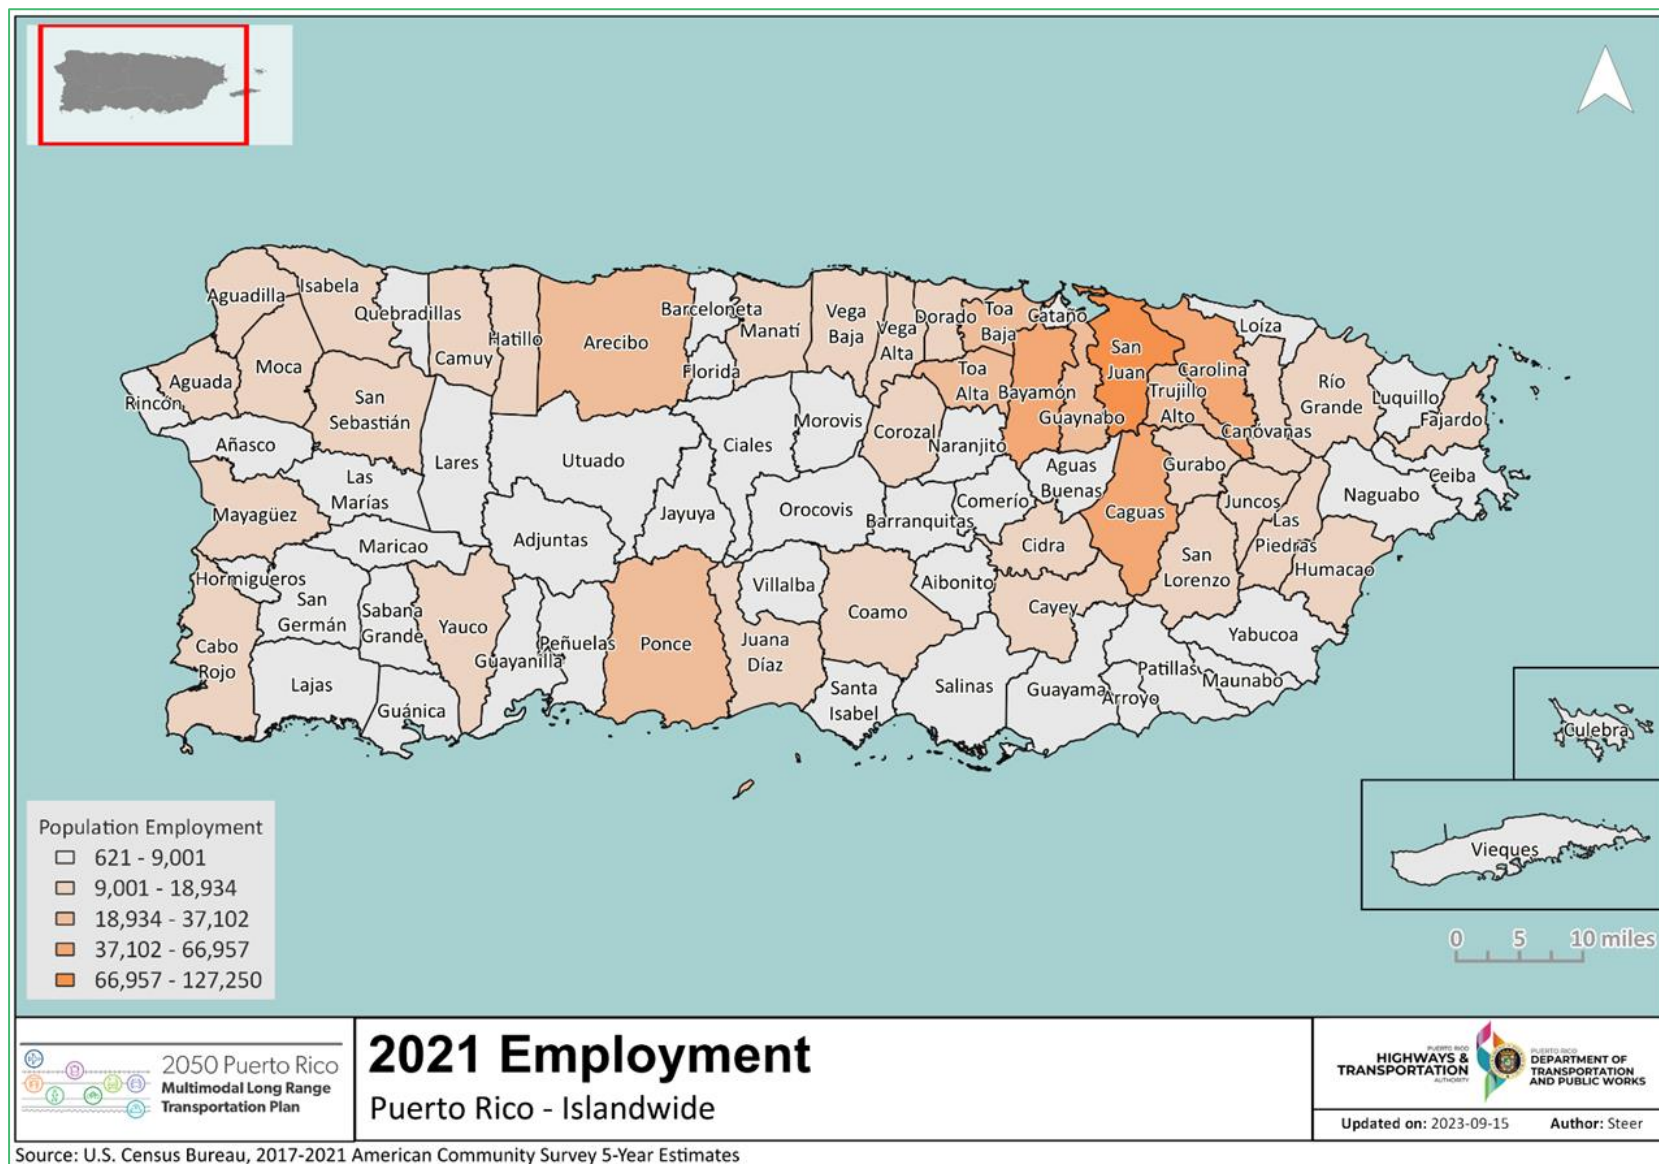 Isabela
Aguadilla
Quebradillas
Hatillo
Camuy
Arecibo
Barceloneta
Manatí
Florida
Vega
Baja
Vega
Alta
Dorado
Toa
Baja
Cataño
Toa
Alta
Bayamón
Guaynabo
San
Juan
Carolina
Trujillo
Alto
Loíza
Canóvanas
Río
Grande
Luquillo
Fajardo
Moca
Aguada
Rincón
San
Sebastián
Añasco
Las
Marías
Lares
Utuado
Ciales
Morovis
Corozal
Naranjito
Aguas
Buenas
Gurabo
Ceiba
Naguabo
Mayagüez
Maricao
Adjuntas
Jayuya
Orocovis
Barranquitas
Comerío
Caguas
Juncos
Las
Piedras
Cidra
San
Lorenzo
Humacao
Hormigueros
San
Germán
Sabana
Grande
Yauco
Guayanilla
Peñuelas
Ponce
Villalba
Juana
Díaz
Coamo
Aibonito
Cayey
Yabucoa
Cabo
Rojo
Lajas
Guánica
Santa
Isabel
Salinas
Guayama
Arroyo
Patillas
Maunabo
Culebra
Vieques
Population Employment
621 - 9,001
9,001 - 18,934
18,934 - 37,102
37,102 - 66,957
66,957 - 127,250
0 5 10 miles
2050 Puerto Rico
Multimodal Long Range
Transportation Plan
2021 Employment
Puerto Rico - Islandwide
PUERTO RICO
HIGHWAYS &
TRANSPORTATION
AUTHORITY
PUERTO RICO
DEPARTMENT OF
TRANSPORTATION
AND PUBLIC WORKS
Updated on: 2023-09-15 Author: Steer
Source: U.S. Census Bureau, 2017-2021 American Community Survey 5-Year Estimates